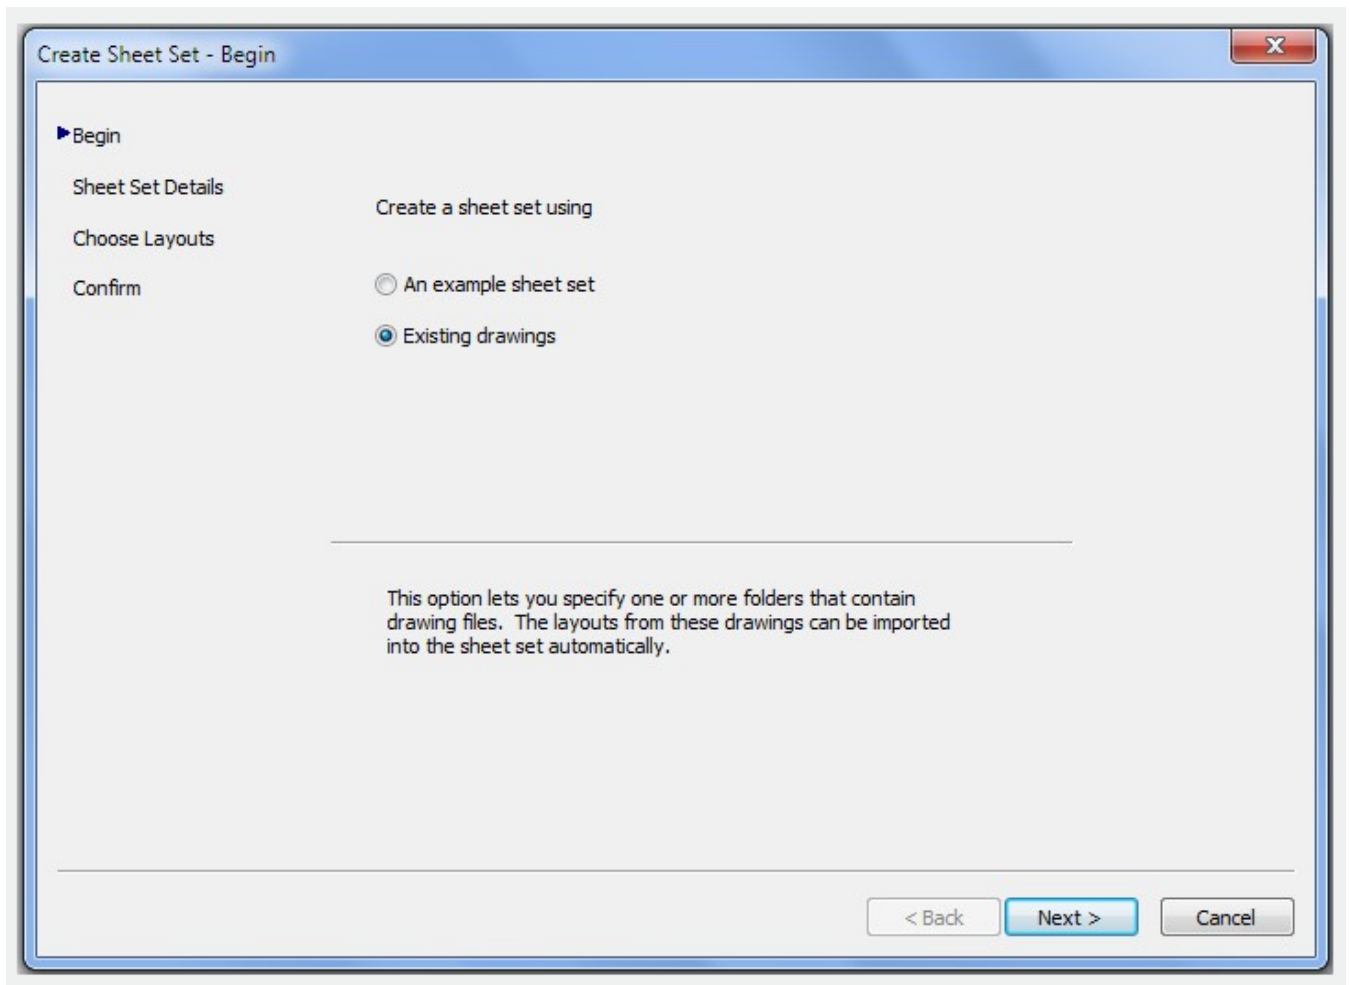 Create Sheet Set - Begin
Begin
Sheet Set Details
Choose Layouts
Confirm
Create a sheet set using
An example sheet set
Existing drawings
This option lets you specify one or more folders that contain
drawing files.  The layouts from these drawings can be imported
into the sheet set automatically.
< Back
Next >
Cancel